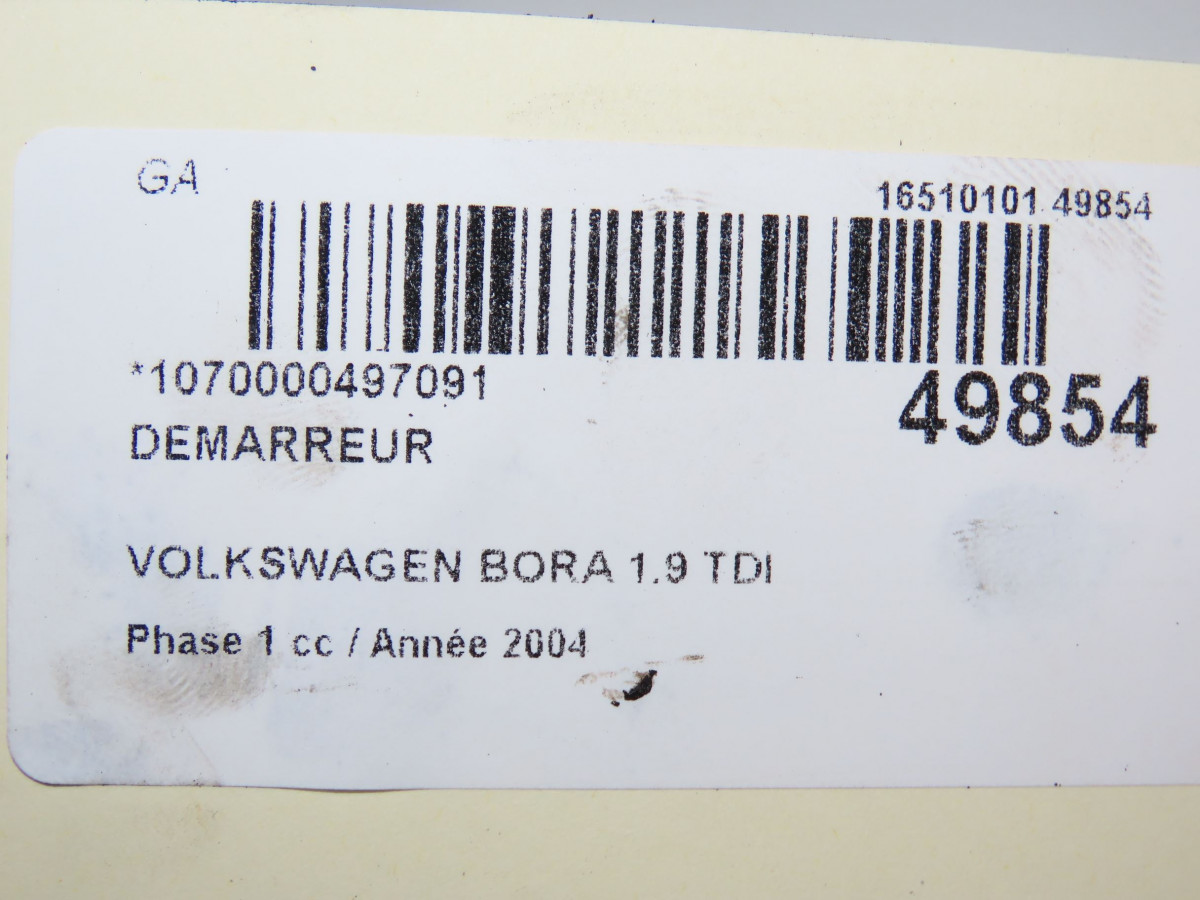 GA
16510101 49854
*1070000497091
49854
DEMARREUR
VOLKSWAGEN BORA 1.9 TDI
Phase 1 cc / Année 2004